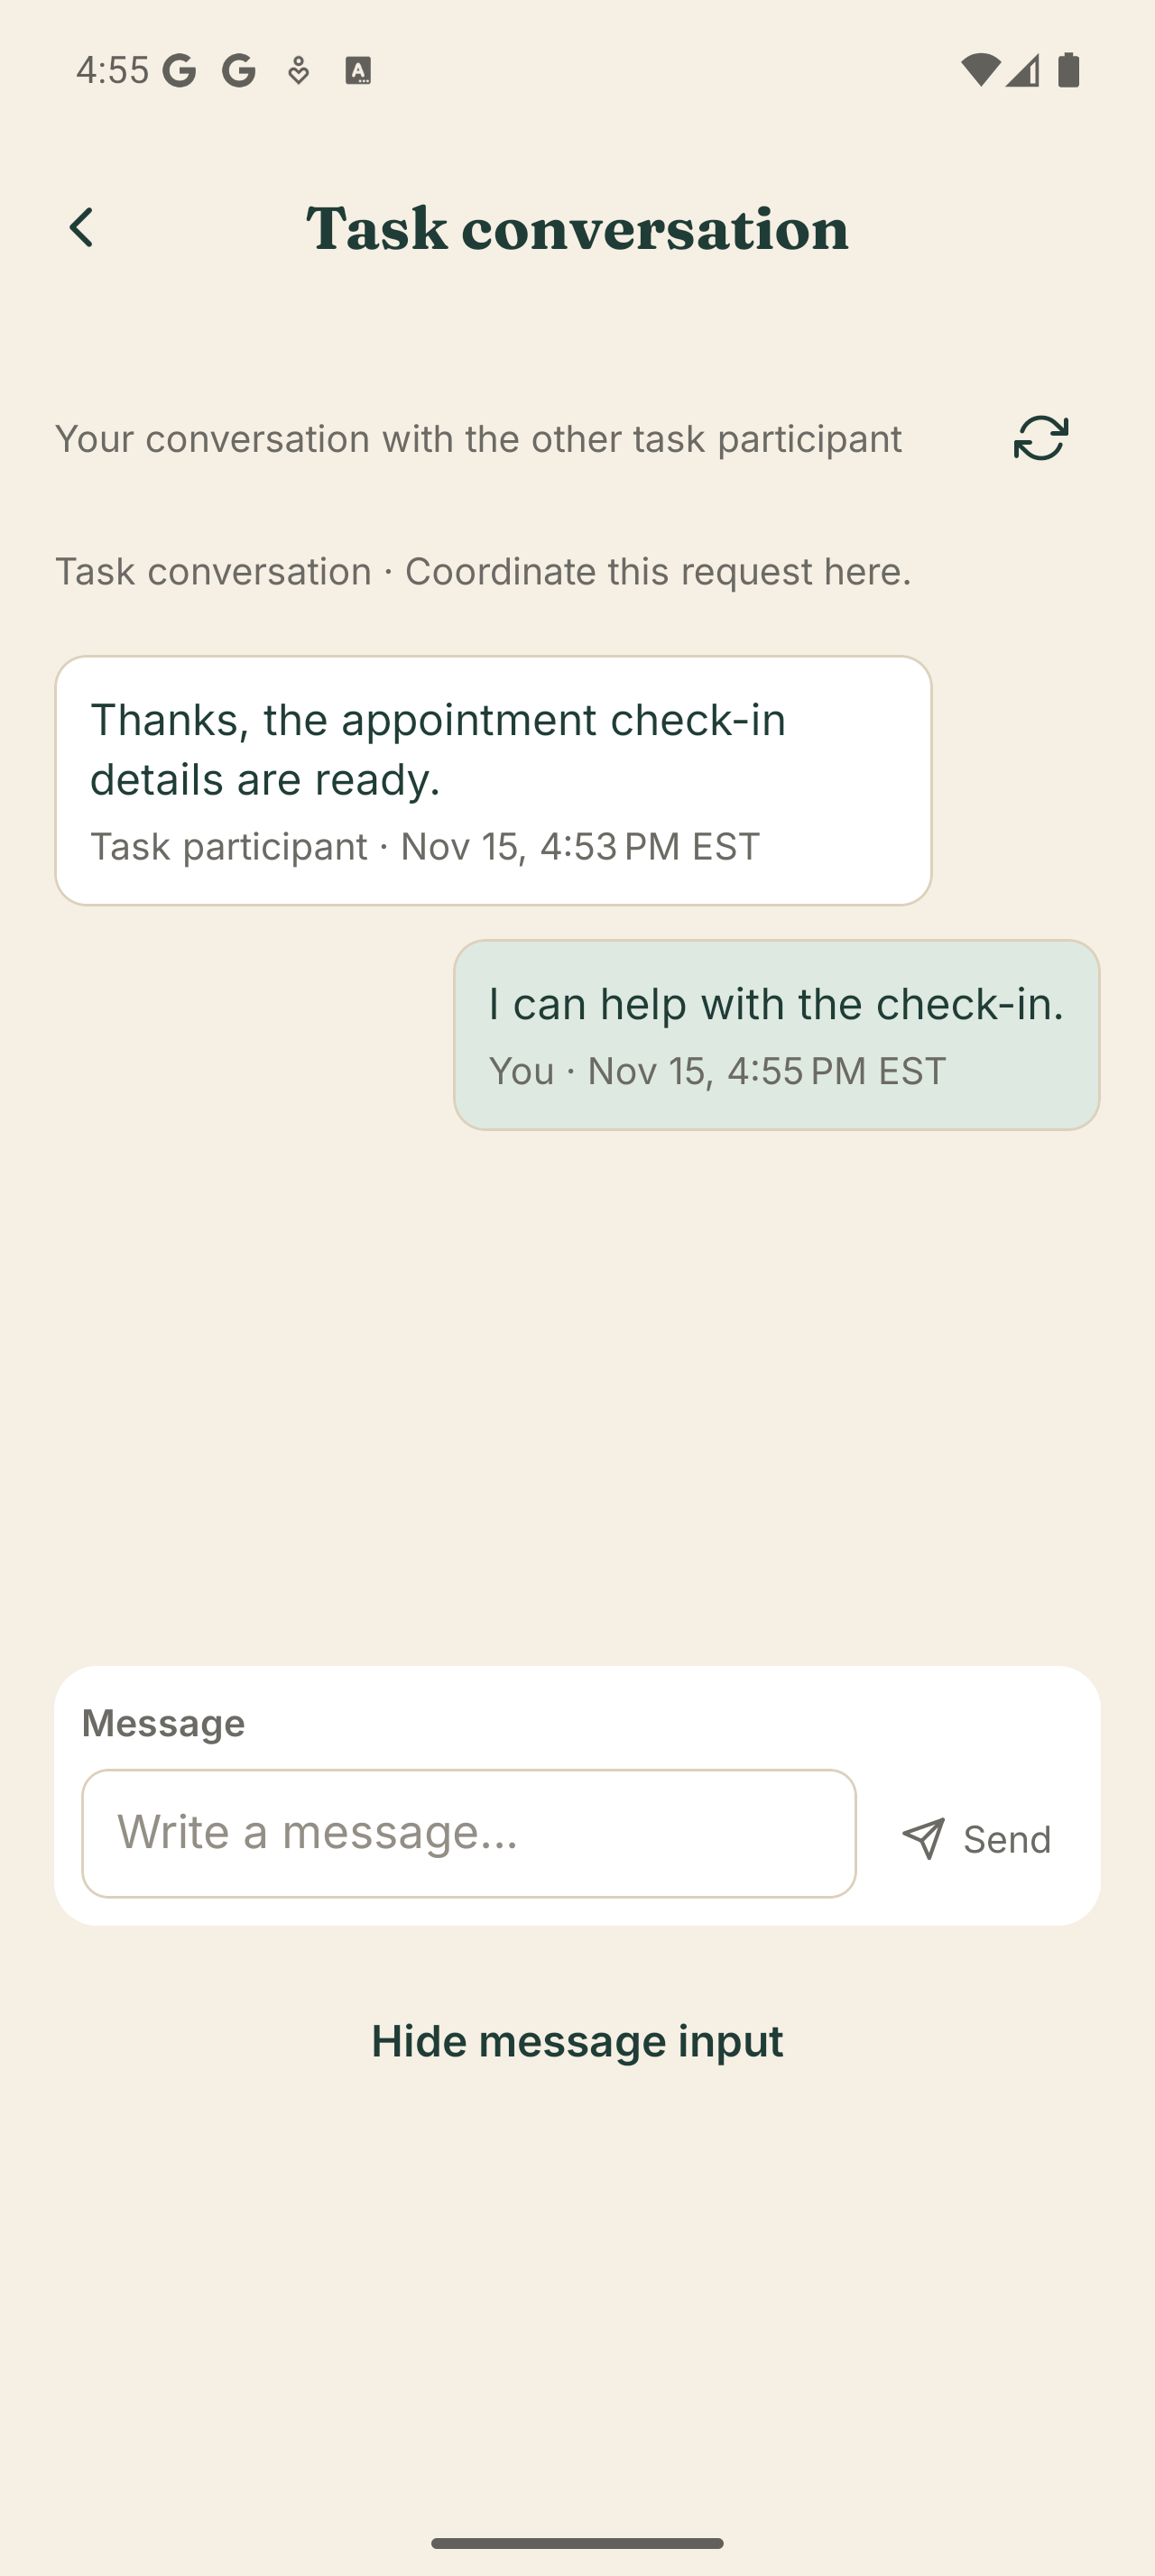 4:55
Task conversation
Your conversation with the other task participant
Task conversation · Coordinate this request here.
Thanks, the appointment check-in
details are ready.
Task participant · Nov 15, 4:53 PM EST
I can help with the check-in.
You · Nov 15, 4:55 PM EST
Message
Write a message...
Send
Hide message input